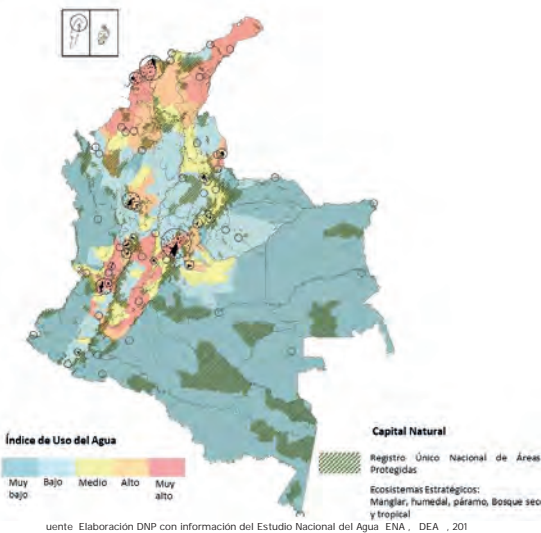 Índice de Uso del Agua
Muy bajo
Bajo
Medio
Alto
Muy alto
Capital Natural
Registro Único Nacional de Áreas
Protegidas
Ecosistemas Estratégicos:
Manglar, humedal, páramo, Bosque seco
y tropical
uente Elaboración DNP con información del Estudio Nacional del Agua ENA , DEA , 201